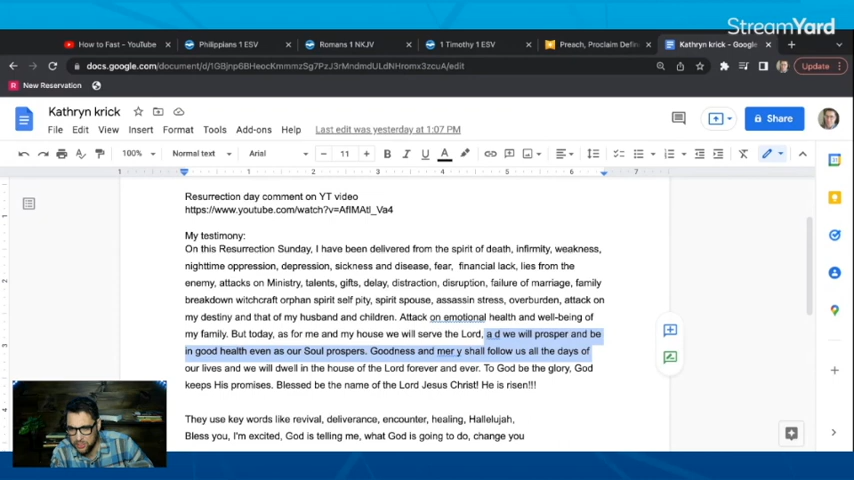 StreamYard
How to Fast - YouTube
Philippians 1 ESV
Romans 1 NKJV
1 Timothy 1 ESV
Preach, Proclaim Defin
Kathryn krick - Google
docs.google.com/document/d/1G8jnp6BHeocKmmmzSg7PzJ3rMndmdULdNHromx3zcuA/edit
Update
New Reservation
Kathryn krick
File Edit View Insert Format Tools Add-ons Help Last edit was yesterday at 1:07 PM
Share
100% Normal text Arial 11
1 1 2 3 4 5 6 7
Resurrection day comment on YT video
https://www.youtube.com/watch?v=AfIMAtl_Va4
My testimony:
On this Resurrection Sunday, I have been delivered from the spirit of death, infirmity, weakness,
nighttime oppression, depression, sickness and disease, fear, financial lack, lies from the
enemy, attacks on Ministry, talents, gifts, delay, distraction, disruption, failure of marriage, family
breakdown witchcraft orphan spirit self pity, spirit spouse, assassin stress, overburden, attack on
my destiny and that of my husband and children. Attack on emotional health and well-being of
my family. But today, as for me and my house we will serve the Lord, a d we will prosper and be
in good health even as our Soul prospers. Goodness and mer y shall follow us all the days of
our lives and we will dwell in the house of the Lord forever and ever. To God be the glory, God
keeps His promises. Blessed be the name of the Lord Jesus Christ! He is risen!!!
They use key words like revival, deliverance, encounter, healing, Hallelujah,
Bless you, I'm excited, God is telling me, what God is going to do, change you